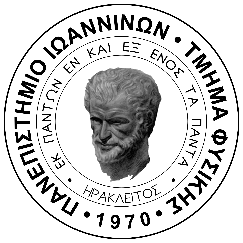 ΠΑΝΕΠΙΣΤΗΜΙΟ ΙΩΑΝΝΙΝΩΝ • ΤΜΗΜΑ ΦΥΣΙΚΗΣ
• 1970 •
ΕΚ ΠΑΝΤΩΝ ΕΝ ΚΑΙ ΕΞ ΕΝΟΣ ΤΑ ΠΑΝΤΑ
• ΗΡΑΚΛΕΙΤΟΣ •